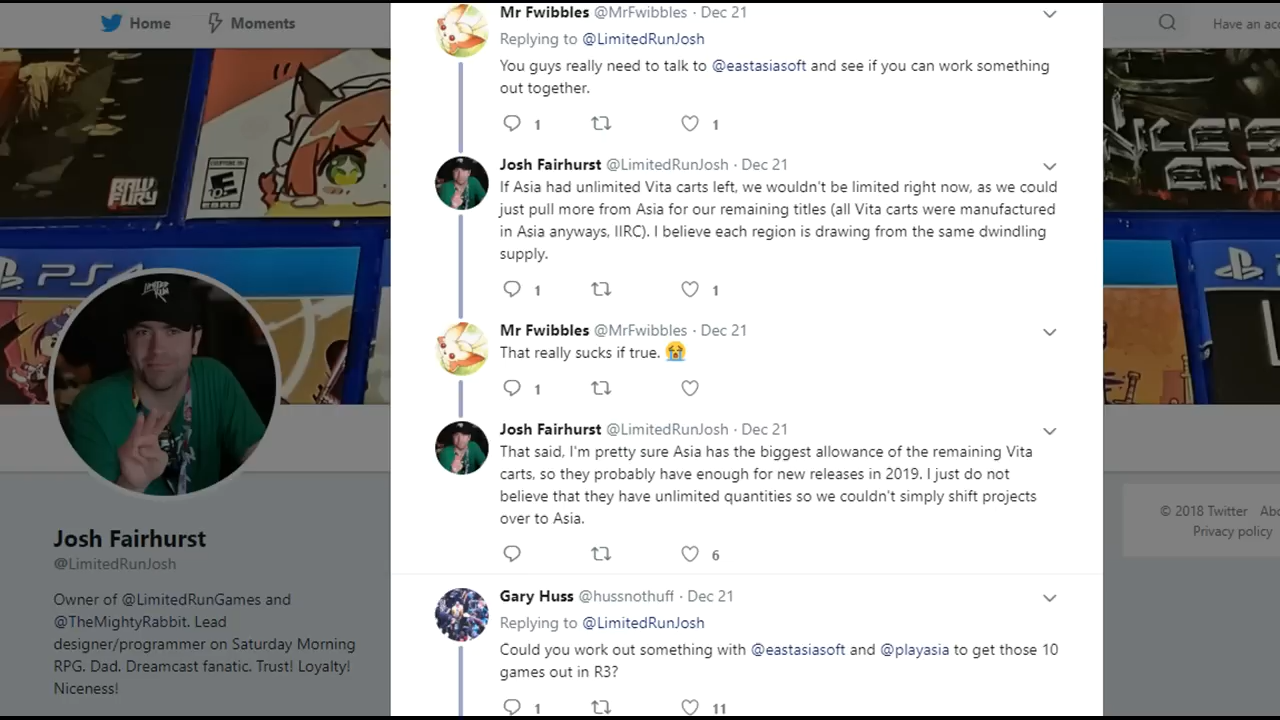 Home
Moments
Have an acc
Mr Fwibbles @MrFwibbles · Dec 21
Replying to @LimitedRunJosh
You guys really need to talk to @eastasiasoft and see if you can work something
out together.
1
1
Josh Fairhurst @LimitedRunJosh · Dec 21
If Asia had unlimited Vita carts left, we wouldn't be limited right now, as we could
just pull more from Asia for our remaining titles (all Vita carts were manufactured
in Asia anyways, IIRC). I believe each region is drawing from the same dwindling
supply.
1
1
Mr Fwibbles @MrFwibbles · Dec 21
That really sucks if true. 😭
1
Josh Fairhurst @LimitedRunJosh · Dec 21
That said, I'm pretty sure Asia has the biggest allowance of the remaining Vita
carts, so they probably have enough for new releases in 2019. I just do not
believe that they have unlimited quantities so we couldn't simply shift projects
over to Asia.
6
Gary Huss @hussnothuff · Dec 21
Replying to @LimitedRunJosh
Could you work out something with @eastasiasoft and @playasia to get those 10
games out in R3?
1
11
RAW
FURY
EVERYONE 10+
E
ESRB
PS4
LIMITED
RUN
Josh Fairhurst
@LimitedRunJosh
Owner of @LimitedRunGames and
@TheMightyRabbit. Lead
designer/programmer on Saturday Morning
RPG. Dad. Dreamcast fanatic. Trust! Loyalty!
Niceness!
© 2018 Twitter Abo
Privacy policy